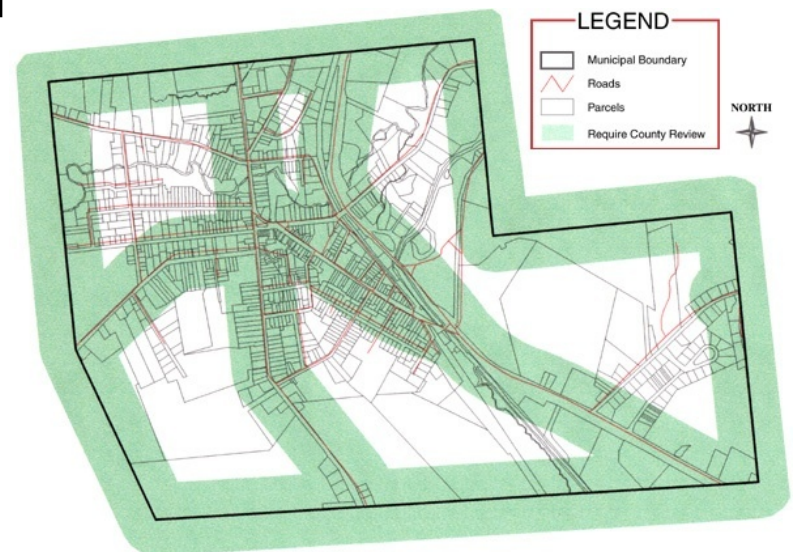 LEGEND
Municipal Boundary
Roads
Parcels
Require County Review
NORTH